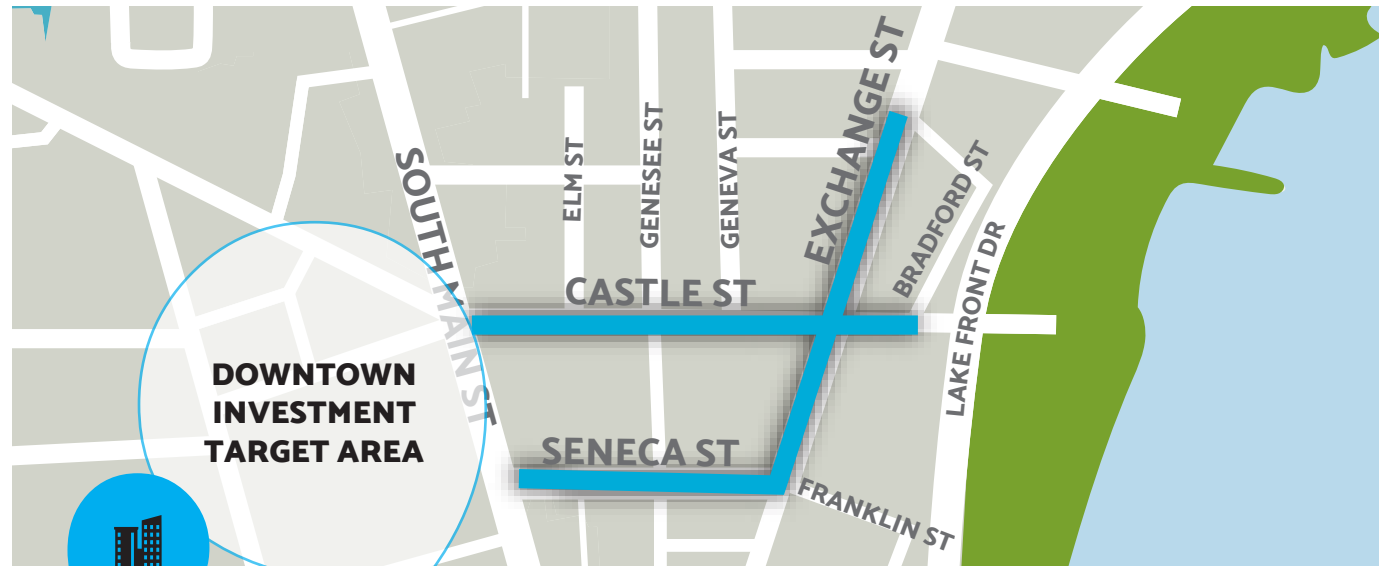 EXCHANGE ST
SOUTH MAIN ST
ELM ST
GENESEE ST
GENEVA ST
BRADFORD ST
LAKE FRONT DR
CASTLE ST
DOWNTOWN
INVESTMENT
TARGET AREA
SENECA ST
FRANKLIN ST